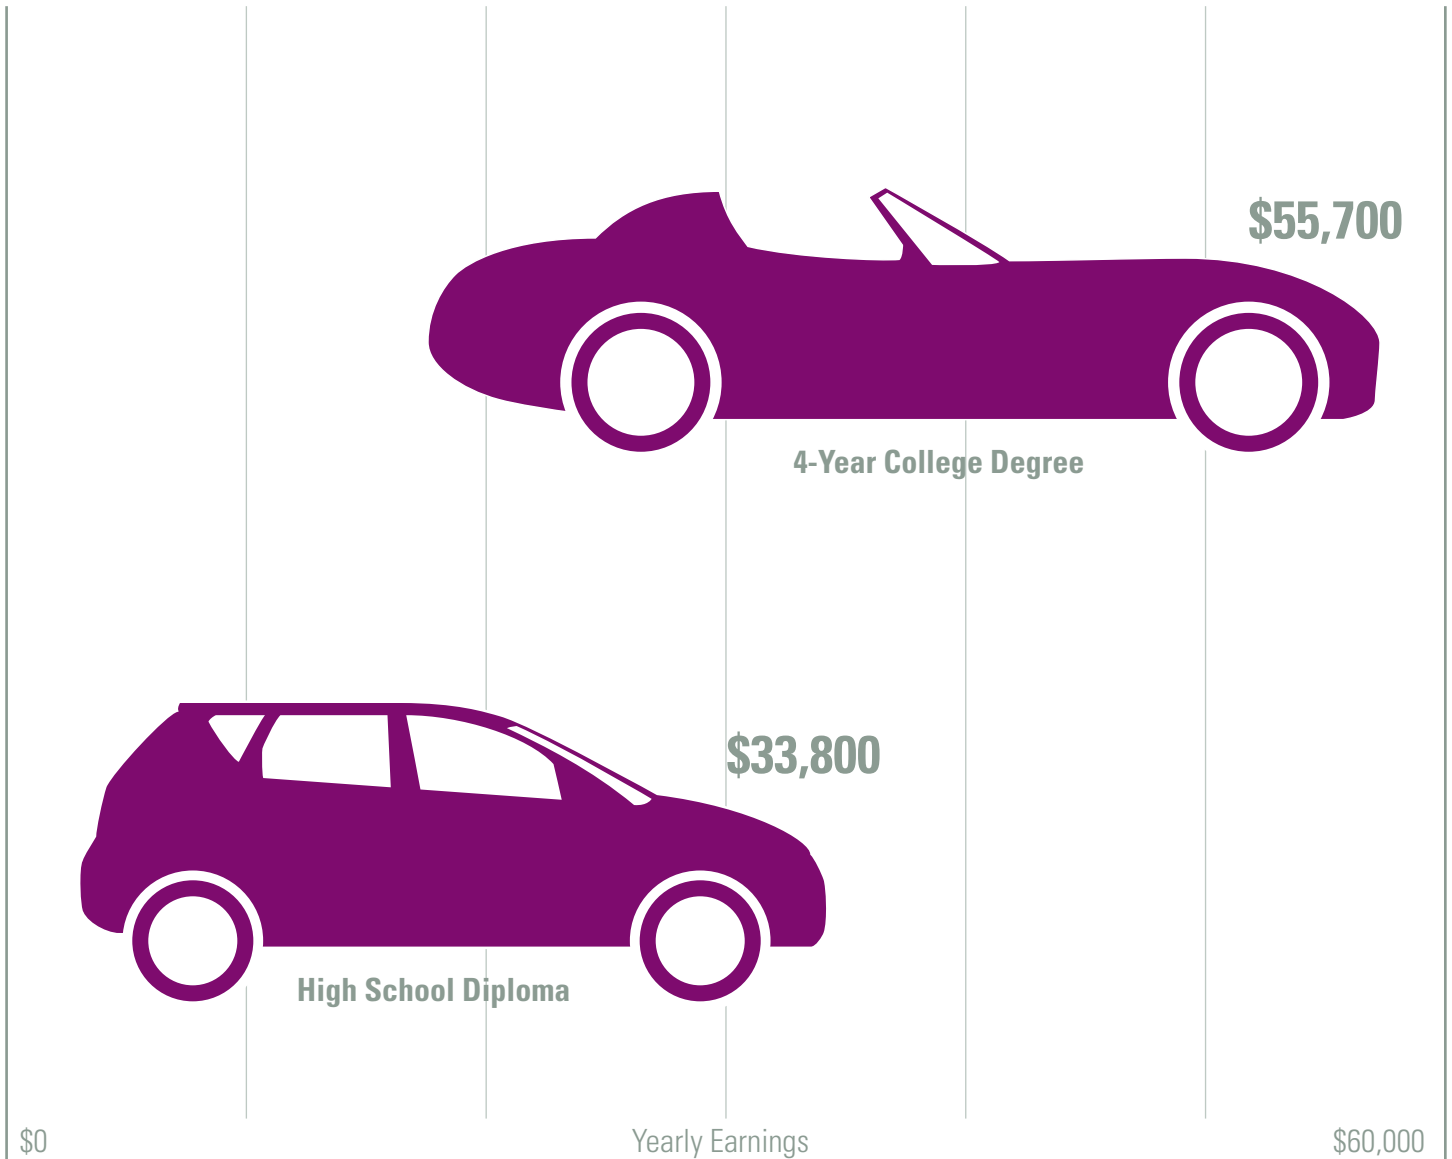 $55,700
4-Year College Degree
$33,800
High School Diploma
$0 Yearly Earnings $60,000